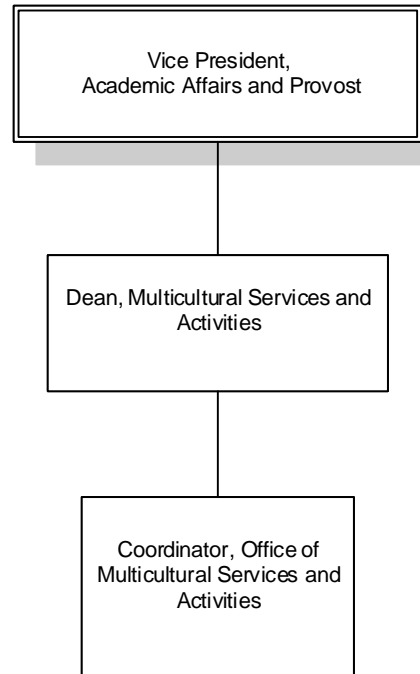 Vice President,
Academic Affairs and Provost
Dean, Multicultural Services and
Activities
Coordinator, Office of
Multicultural Services and
Activities